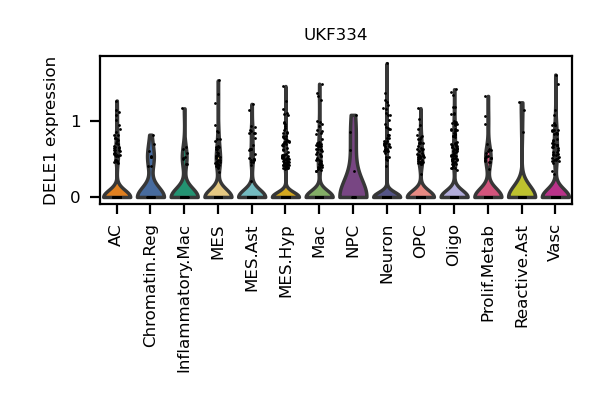 UKF334
DELE1 expression
1
0
AC
Chromatin.Reg
Inflammatory.Mac
MES
MES.Ast
MES.Hyp
Mac
NPC
Neuron
OPC
Oligo
Prolif.Metab
Reactive.Ast
Vasc